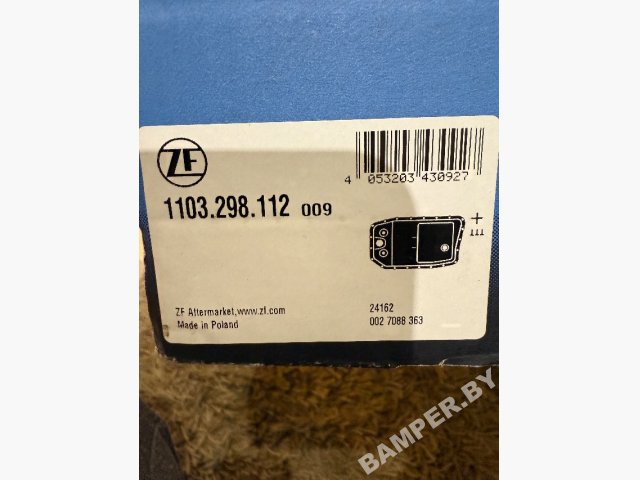 ZF
4 053203 430927
1103.298.112 009
ZF Aftermarket,www.zf.com
Made in Poland
24162
002 7088 363
BAMPER.BY